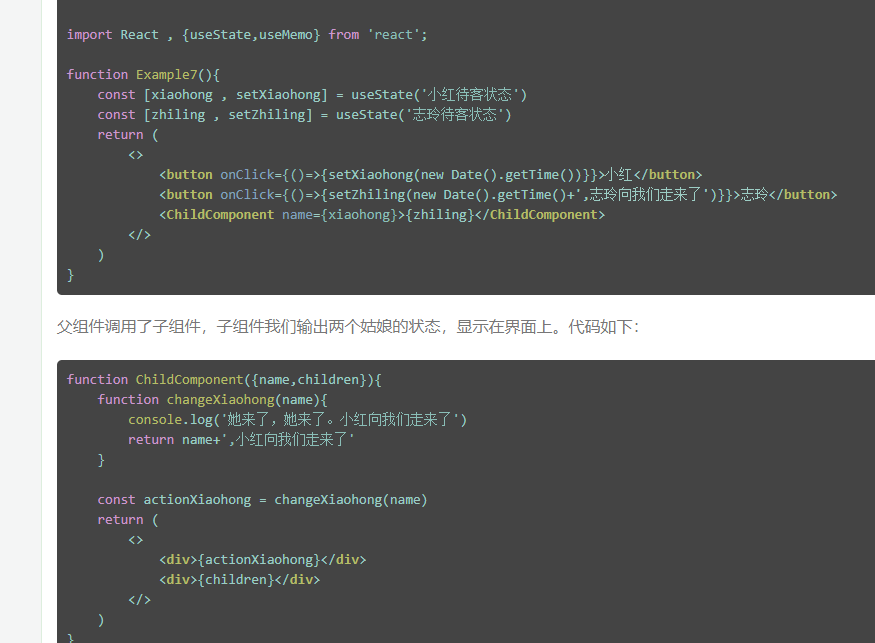 import React , {useState,useMemo} from 'react';
function Example7(){
const [xiaohong , setXiaohong] = useState('小红待客状态')
const [zhiling , setZhiling] = useState('志玲待客状态')
return (
<>
<button onClick={()=>{setXiaohong(new Date().getTime())}}>小红</button>
<button onClick={()=>{setZhiling(new Date().getTime()+',志玲向我们走来了')}}>志玲</button>
<ChildComponent name={xiaohong}>{zhiling}</ChildComponent>
</>
)
}
父组件调用了子组件，子组件我们输出两个姑娘的状态，显示在界面上。代码如下：
function ChildComponent({name,children}){
function changeXiaohong(name){
console.log('她来了，她来了。小红向我们走来了')
return name+',小红向我们走来了'
}
const actionXiaohong = changeXiaohong(name)
return (
<>
<div>{actionXiaohong}</div>
<div>{children}</div>
</>
)
}